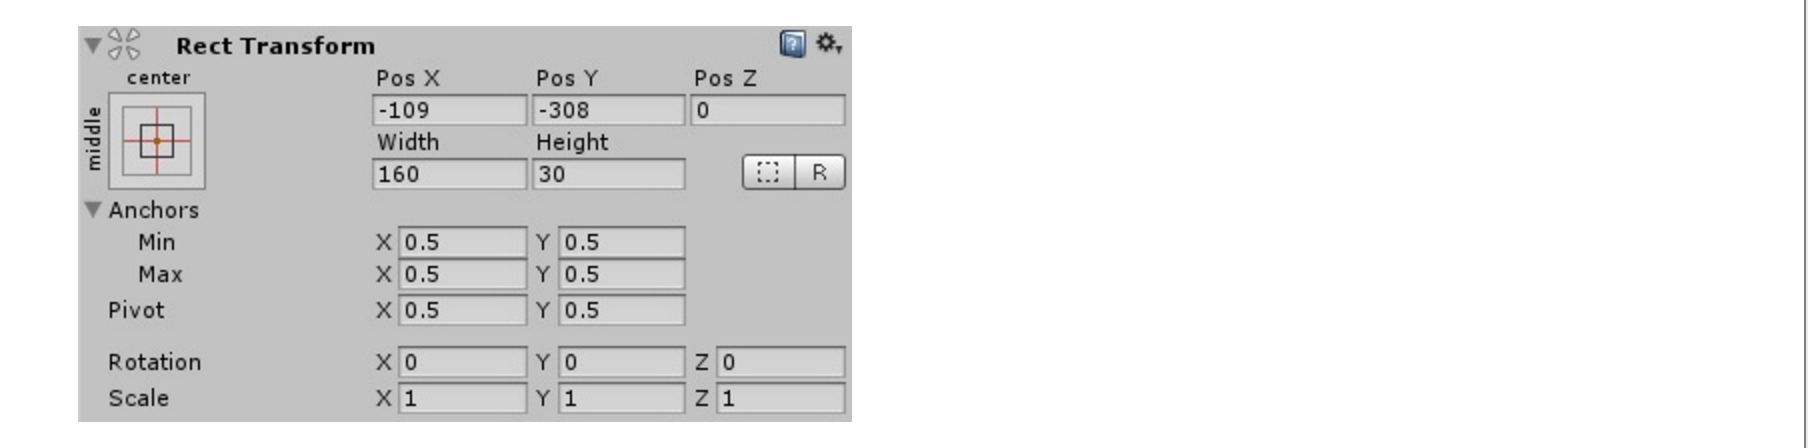 Rect Transform
center
middle
Pos X Pos Y Pos Z
-109 -308 0
Width Height
160 30
R
Anchors
Min X 0.5 Y 0.5
Max X 0.5 Y 0.5
Pivot X 0.5 Y 0.5
Rotation X 0 Y 0 Z 0
Scale X 1 Y 1 Z 1